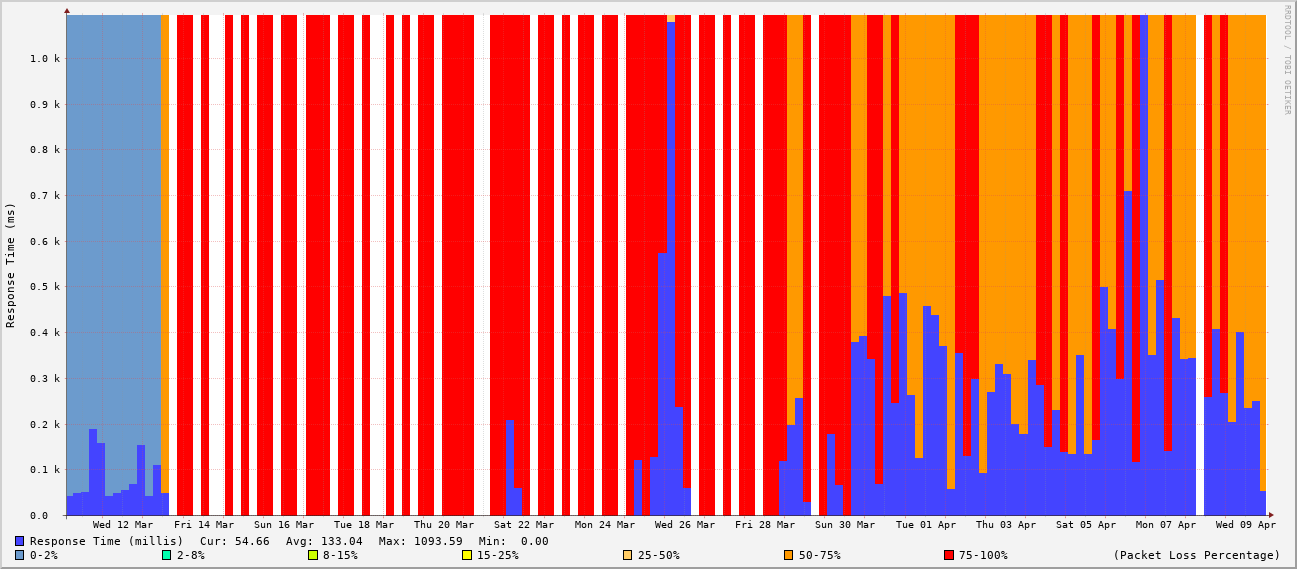 RRDTOOL / TOBI OETIKER
Response Time (ms)
1.0 k
0.9 k
0.8 k
0.7 k
0.6 k
0.5 k
0.4 k
0.3 k
0.2 k
0.1 k
0.0
Wed 12 Mar Fri 14 Mar Sun 16 Mar Tue 18 Mar Thu 20 Mar Sat 22 Mar Mon 24 Mar Wed 26 Mar Fri 28 Mar Sun 30 Mar Tue 01 Apr Thu 03 Apr Sat 05 Apr Mon 07 Apr Wed 09 Apr
Response Time (millis) Cur: 54.66 Avg: 133.04 Max: 1093.59 Min: 0.00
0-2% 2-8% 8-15% 15-25% 25-50% 50-75% 75-100% (Packet Loss Percentage)